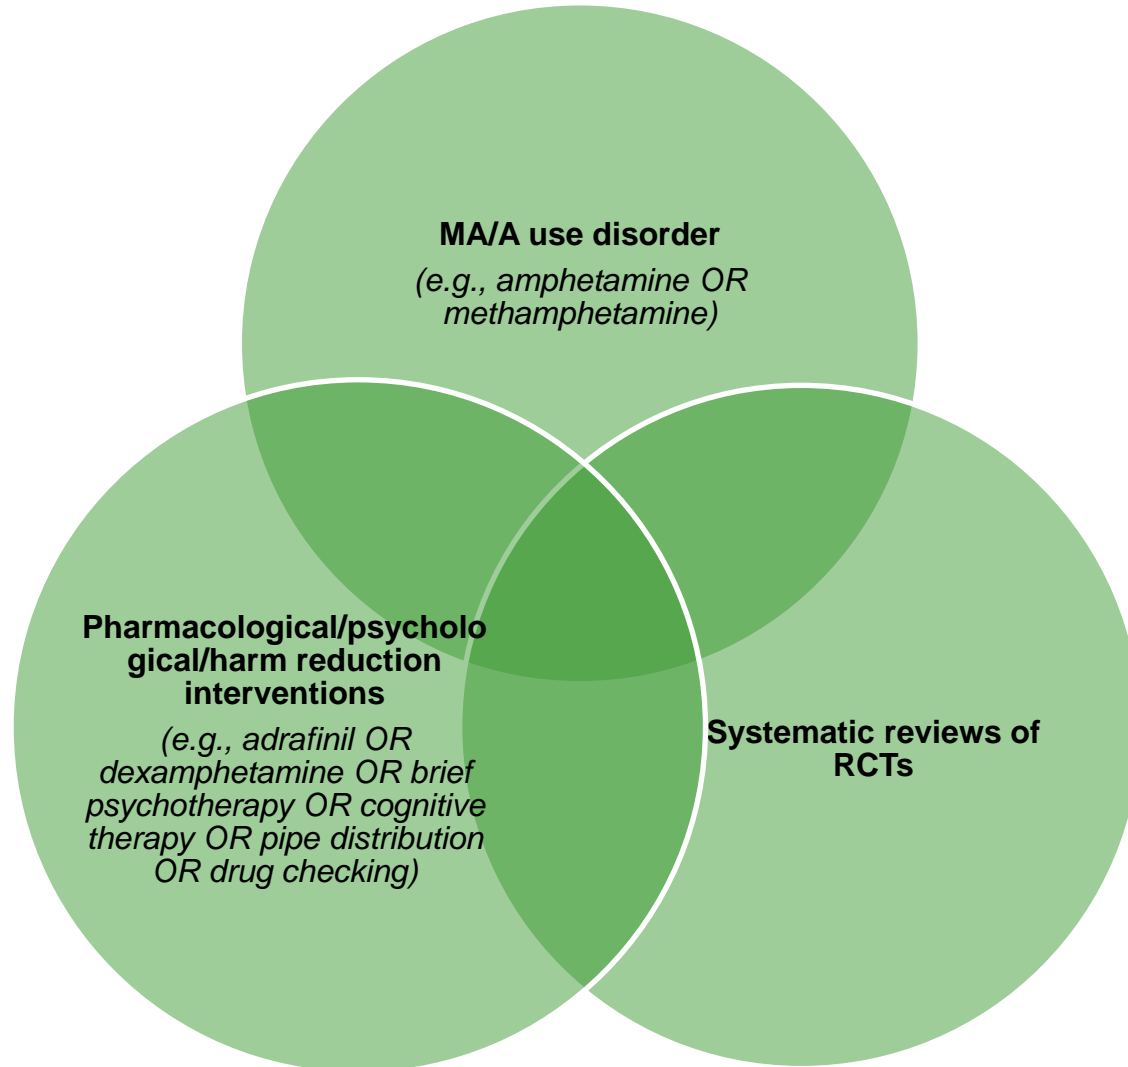 MA/A use disorder
(e.g., amphetamine OR
methamphetamine)
Pharmacological/psycholo
gical/harm reduction
interventions
(e.g., adrafinil OR
dexamphetamine OR brief
psychotherapy OR cognitive
therapy OR pipe distribution
OR drug checking)
Systematic reviews of
RCTs